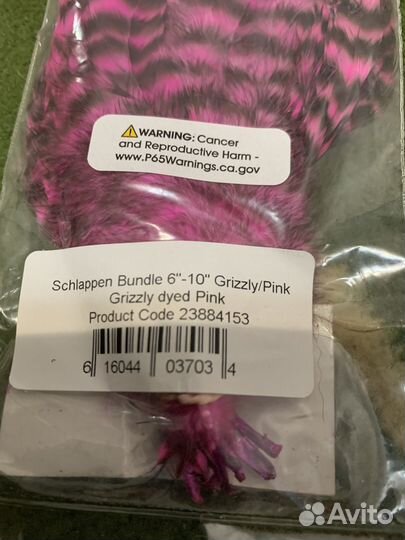 WARNING: Cancer
and Reproductive Harm -
www.P65Warnings.ca.gov
Schlappen Bundle 6"-10" Grizzly/Pink
Grizzly dyed Pink
Product Code 23884153
6 16044 03703 4
Avito